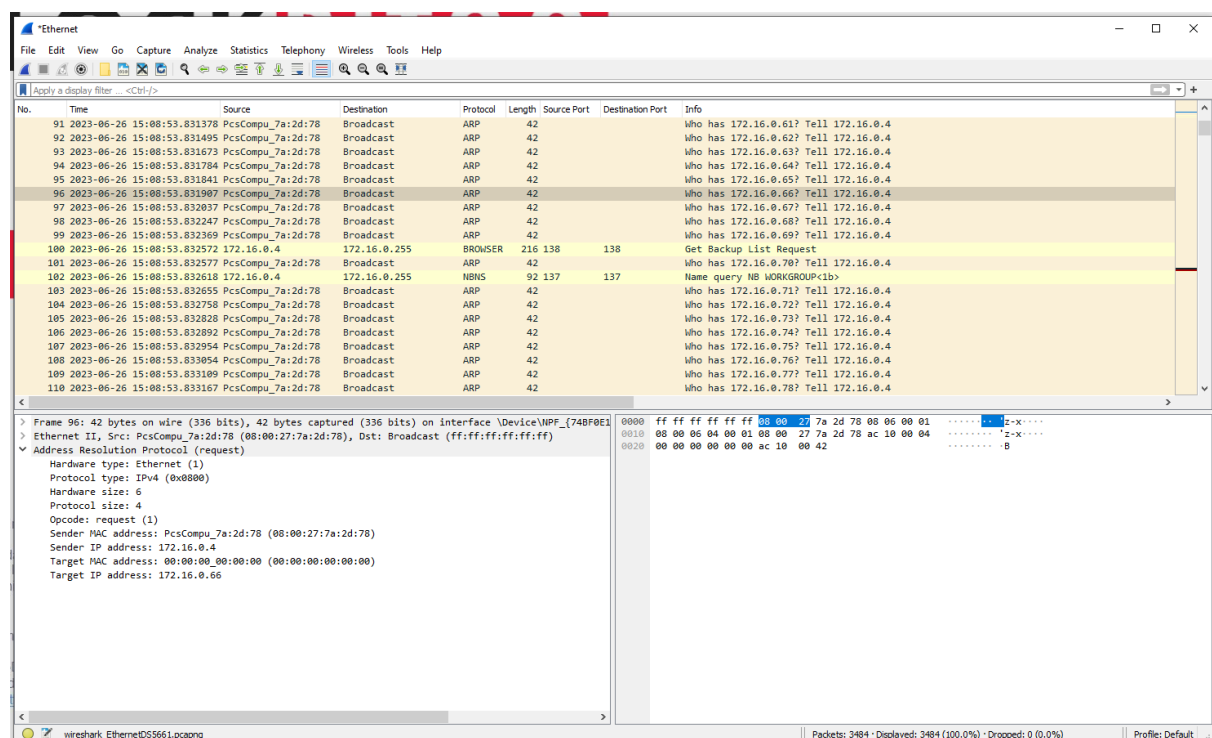 *Ethernet
File Edit View Go Capture Analyze Statistics Telephony Wireless Tools Help
Apply a display filter ... <Ctrl-/>
No. Time Source Destination Protocol Length Source Port Destination Port Info
91 2023-06-26 15:08:53.831378 PcsCompu_7a:2d:78 Broadcast ARP 42 Who has 172.16.0.61? Tell 172.16.0.4
92 2023-06-26 15:08:53.831495 PcsCompu_7a:2d:78 Broadcast ARP 42 Who has 172.16.0.62? Tell 172.16.0.4
93 2023-06-26 15:08:53.831673 PcsCompu_7a:2d:78 Broadcast ARP 42 Who has 172.16.0.63? Tell 172.16.0.4
94 2023-06-26 15:08:53.831784 PcsCompu_7a:2d:78 Broadcast ARP 42 Who has 172.16.0.64? Tell 172.16.0.4
95 2023-06-26 15:08:53.831841 PcsCompu_7a:2d:78 Broadcast ARP 42 Who has 172.16.0.65? Tell 172.16.0.4
96 2023-06-26 15:08:53.831907 PcsCompu_7a:2d:78 Broadcast ARP 42 Who has 172.16.0.66? Tell 172.16.0.4
97 2023-06-26 15:08:53.832037 PcsCompu_7a:2d:78 Broadcast ARP 42 Who has 172.16.0.67? Tell 172.16.0.4
98 2023-06-26 15:08:53.832247 PcsCompu_7a:2d:78 Broadcast ARP 42 Who has 172.16.0.68? Tell 172.16.0.4
99 2023-06-26 15:08:53.832369 PcsCompu_7a:2d:78 Broadcast ARP 42 Who has 172.16.0.69? Tell 172.16.0.4
100 2023-06-26 15:08:53.832572 172.16.0.4 172.16.0.255 BROWSER 216 138 138 Get Backup List Request
101 2023-06-26 15:08:53.832577 PcsCompu_7a:2d:78 Broadcast ARP 42 Who has 172.16.0.70? Tell 172.16.0.4
102 2023-06-26 15:08:53.832618 172.16.0.4 172.16.0.255 NBNS 92 137 137 Name query NB WORKGROUP<1b>
103 2023-06-26 15:08:53.832655 PcsCompu_7a:2d:78 Broadcast ARP 42 Who has 172.16.0.71? Tell 172.16.0.4
104 2023-06-26 15:08:53.832758 PcsCompu_7a:2d:78 Broadcast ARP 42 Who has 172.16.0.72? Tell 172.16.0.4
105 2023-06-26 15:08:53.832828 PcsCompu_7a:2d:78 Broadcast ARP 42 Who has 172.16.0.73? Tell 172.16.0.4
106 2023-06-26 15:08:53.832892 PcsCompu_7a:2d:78 Broadcast ARP 42 Who has 172.16.0.74? Tell 172.16.0.4
107 2023-06-26 15:08:53.832954 PcsCompu_7a:2d:78 Broadcast ARP 42 Who has 172.16.0.75? Tell 172.16.0.4
108 2023-06-26 15:08:53.833054 PcsCompu_7a:2d:78 Broadcast ARP 42 Who has 172.16.0.76? Tell 172.16.0.4
109 2023-06-26 15:08:53.833109 PcsCompu_7a:2d:78 Broadcast ARP 42 Who has 172.16.0.77? Tell 172.16.0.4
110 2023-06-26 15:08:53.833167 PcsCompu_7a:2d:78 Broadcast ARP 42 Who has 172.16.0.78? Tell 172.16.0.4
Frame 96: 42 bytes on wire (336 bits), 42 bytes captured (336 bits) on interface \Device\NPF_{74BF0E1
Ethernet II, Src: PcsCompu_7a:2d:78 (08:00:27:7a:2d:78), Dst: Broadcast (ff:ff:ff:ff:ff:ff)
Address Resolution Protocol (request)
Hardware type: Ethernet (1)
Protocol type: IPv4 (0x0800)
Hardware size: 6
Protocol size: 4
Opcode: request (1)
Sender MAC address: PcsCompu_7a:2d:78 (08:00:27:7a:2d:78)
Sender IP address: 172.16.0.4
Target MAC address: 00:00:00_00:00:00 (00:00:00:00:00:00)
Target IP address: 172.16.0.66
0000 ff ff ff ff ff ff 08 00 27 7a 2d 78 08 06 00 01 ········ 'z-x····
0010 08 00 06 04 00 01 08 00 27 7a 2d 78 ac 10 00 04 ········ 'z-x····
0020 00 00 00 00 00 00 ac 10 00 42 ········ ·B
wireshark_EthernetDS5661.pcapng
Packets: 3484 · Displayed: 3484 (100.0%) · Dropped: 0 (0.0%)
Profile: Default